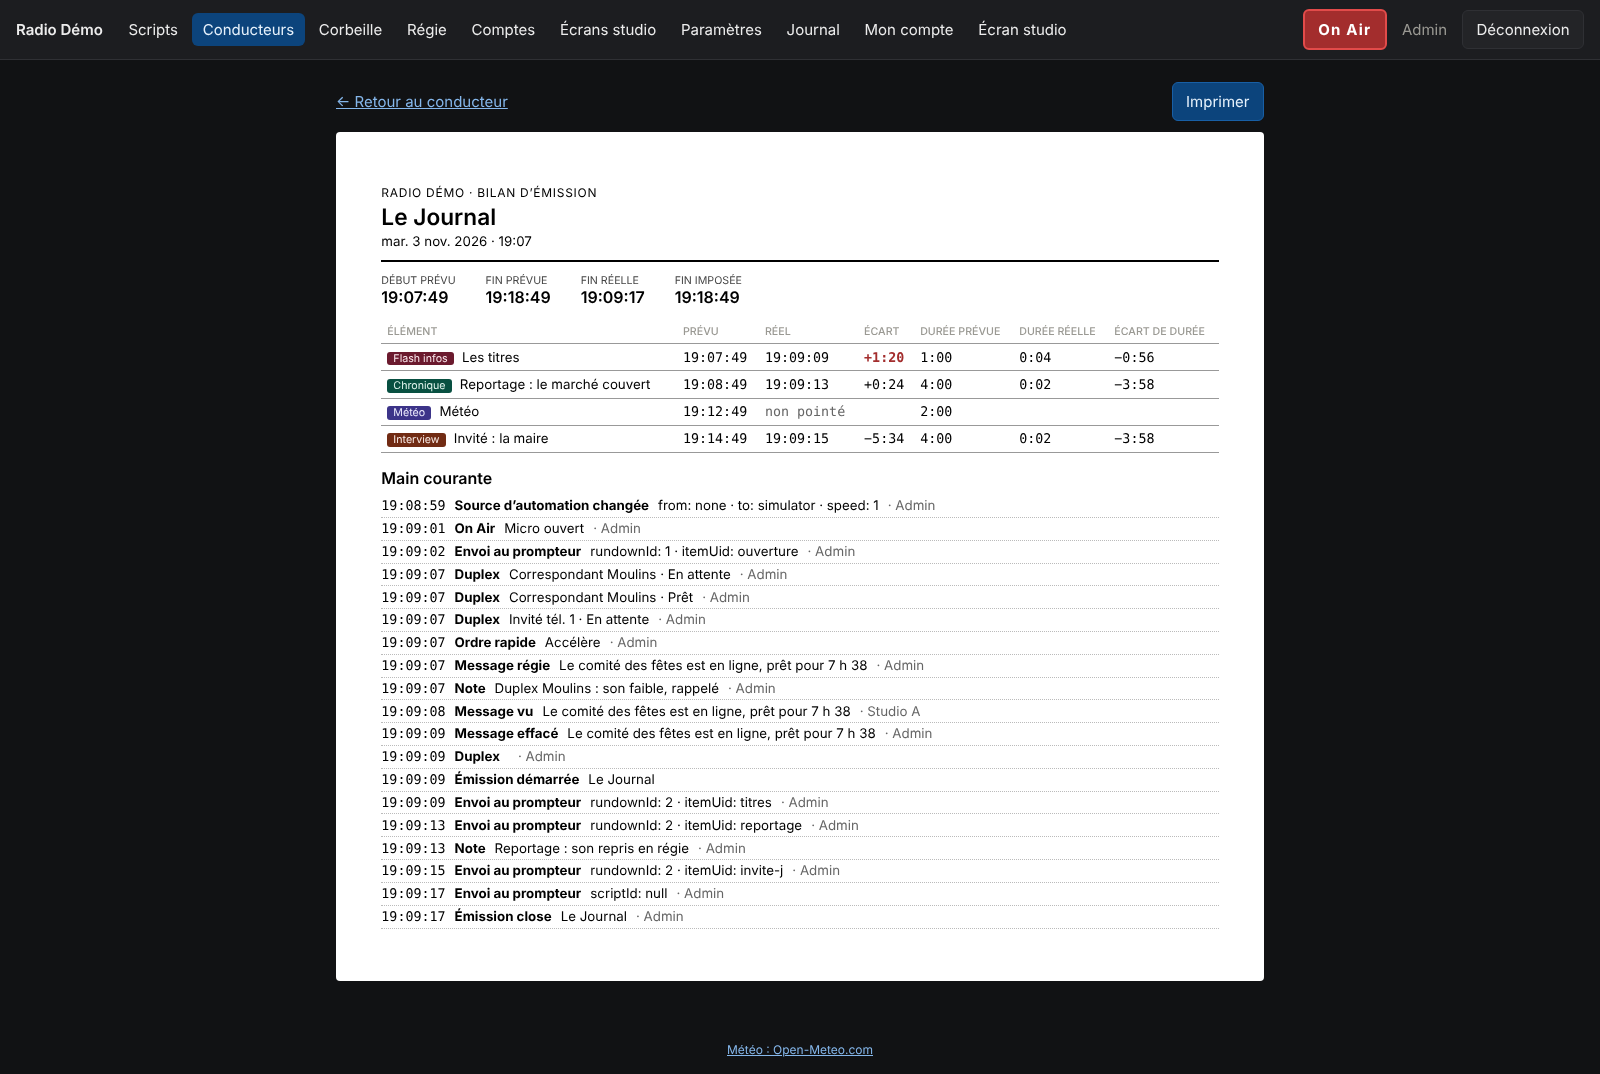 Radio Démo Scripts Conducteurs Corbeille Régie Comptes Écrans studio Paramètres Journal Mon compte Écran studio On Air Admin Déconnexion
← Retour au conducteur Imprimer
RADIO DÉMO · BILAN D’ÉMISSION
Le Journal
mar. 3 nov. 2026 · 19:07
DÉBUT PRÉVU FIN PRÉVUE FIN RÉELLE FIN IMPOSÉE
19:07:49 19:18:49 19:09:17 19:18:49
ÉLÉMENT PRÉVU RÉEL ÉCART DURÉE PRÉVUE DURÉE RÉELLE ÉCART DE DURÉE
Flash infos Les titres 19:07:49 19:09:09 +1:20 1:00 0:04 −0:56
Chronique Reportage : le marché couvert 19:08:49 19:09:13 +0:24 4:00 0:02 −3:58
Météo Météo 19:12:49 non pointé 2:00
Interview Invité : la maire 19:14:49 19:09:15 −5:34 4:00 0:02 −3:58
Main courante
19:08:59 Source d’automation changée from: none · to: simulator · speed: 1 · Admin
19:09:01 On Air Micro ouvert · Admin
19:09:02 Envoi au prompteur rundownId: 1 · itemUid: ouverture · Admin
19:09:07 Duplex Correspondant Moulins · En attente · Admin
19:09:07 Duplex Correspondant Moulins · Prêt · Admin
19:09:07 Duplex Invité tél. 1 · En attente · Admin
19:09:07 Ordre rapide Accélère · Admin
19:09:07 Message régie Le comité des fêtes est en ligne, prêt pour 7 h 38 · Admin
19:09:07 Note Duplex Moulins : son faible, rappelé · Admin
19:09:08 Message vu Le comité des fêtes est en ligne, prêt pour 7 h 38 · Studio A
19:09:09 Message effacé Le comité des fêtes est en ligne, prêt pour 7 h 38 · Admin
19:09:09 Duplex · Admin
19:09:09 Émission démarrée Le Journal
19:09:09 Envoi au prompteur rundownId: 2 · itemUid: titres · Admin
19:09:13 Envoi au prompteur rundownId: 2 · itemUid: reportage · Admin
19:09:13 Note Reportage : son repris en régie · Admin
19:09:15 Envoi au prompteur rundownId: 2 · itemUid: invite-j · Admin
19:09:17 Envoi au prompteur scriptId: null · Admin
19:09:17 Émission close Le Journal · Admin
Météo : Open-Meteo.com